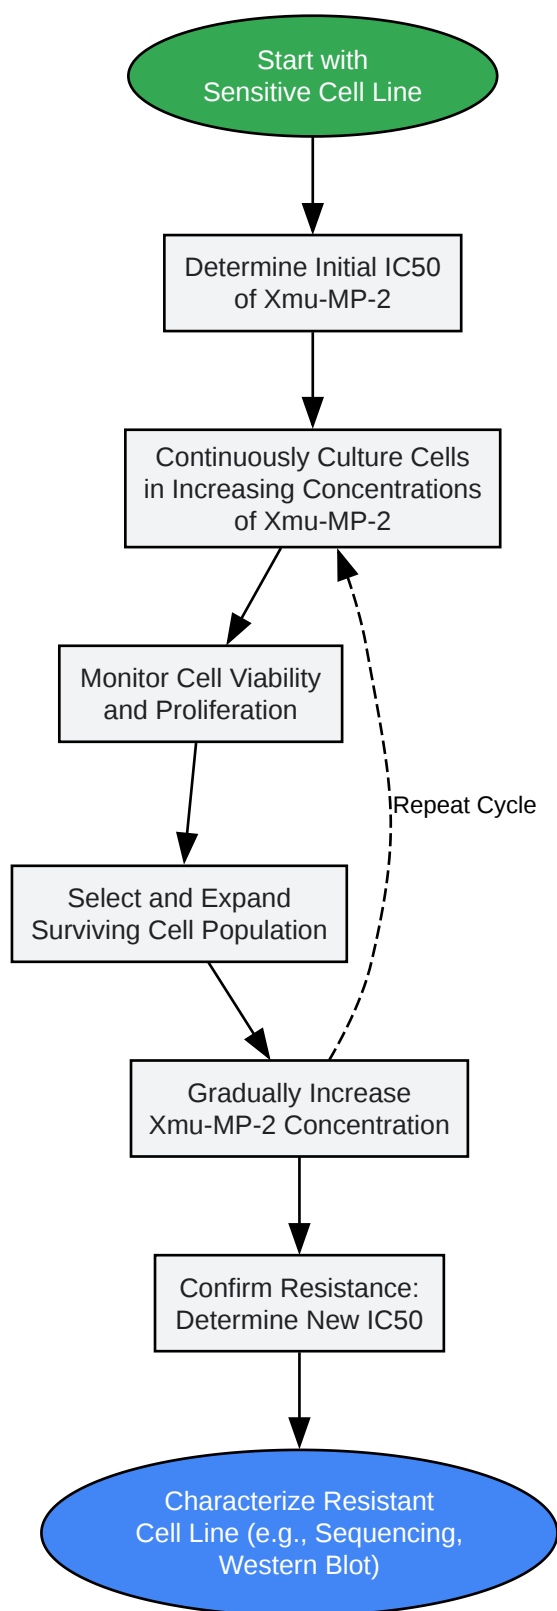 Start with
Sensitive Cell Line
Determine Initial IC50
of Xmu-MP-2
Continuously Culture Cells
in Increasing Concentrations
of Xmu-MP-2
Monitor Cell Viability
and Proliferation
Repeat Cycle
Select and Expand
Surviving Cell Population
Gradually Increase
Xmu-MP-2 Concentration
Confirm Resistance:
Determine New IC50
Characterize Resistant
Cell Line (e.g., Sequencing,
Western Blot)